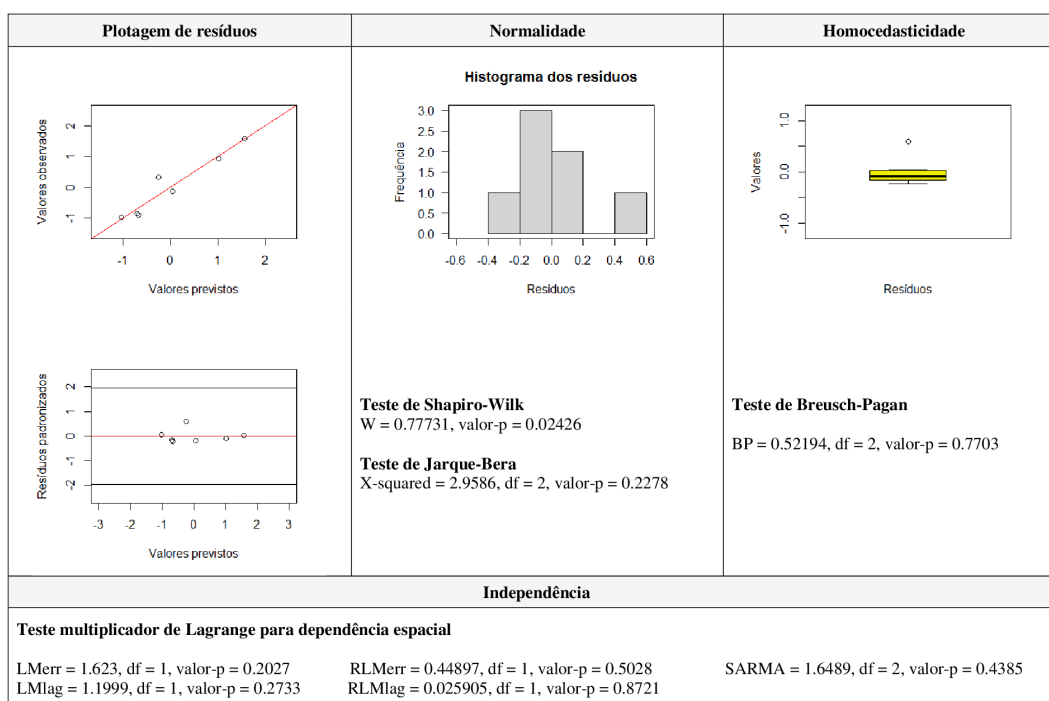 Plotagem de resíduos
Normalidade
Homocedasticidade
Valores observados
2
1
0
-1
-1 0 1 2
Valores previstos
Histograma dos resíduos
Frequência
3.0
2.5
2.0
1.5
1.0
0.5
0.0
-0.6 -0.4 -0.2 0.0 0.2 0.4 0.6
Resíduos
Valores
1.0
0.0
-1.0
Resíduos
Resíduos padronizados
2
1
0
-1
-2
-3 -2 -1 0 1 2 3
Valores previstos
Teste de Shapiro-Wilk
W = 0.77731, valor-p = 0.02426
Teste de Jarque-Bera
X-squared = 2.9586, df = 2, valor-p = 0.2278
Teste de Breusch-Pagan
BP = 0.52194, df = 2, valor-p = 0.7703
Independência
Teste multiplicador de Lagrange para dependência espacial
LMerr = 1.623, df = 1, valor-p = 0.2027
RLMerr = 0.44897, df = 1, valor-p = 0.5028
SARMA = 1.6489, df = 2, valor-p = 0.4385
LMlag = 1.1999, df = 1, valor-p = 0.2733
RLMlag = 0.025905, df = 1, valor-p = 0.8721